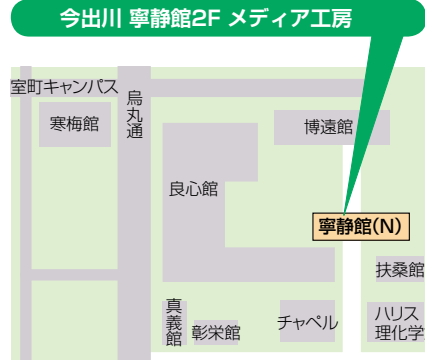 今出川 寧静館2F メディア工房
室町キャンパス
寒梅館
烏丸通
博遠館
良心館
寧静館(N)
扶桑館
真義館
彰栄館
チャペル
ハリス
理化学